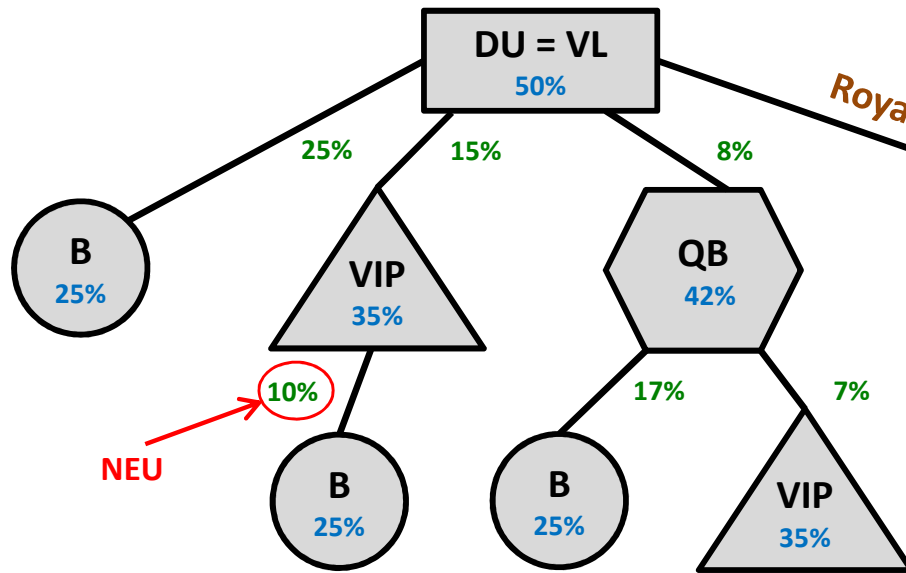 DU = VL
50%
Roya
25%
15%
8%
B
25%
VIP
35%
QB
42%
10%
17%
7%
NEU
B
25%
B
25%
VIP
35%